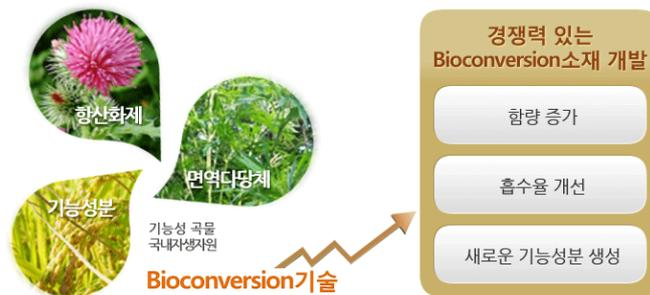 항산화제
면역다당체
기능성분
기능성 곡물
국내자생자원
Bioconversion기술
경쟁력 있는
Bioconversion소재 개발
함량 증가
흡수율 개선
새로운 기능성분 생성